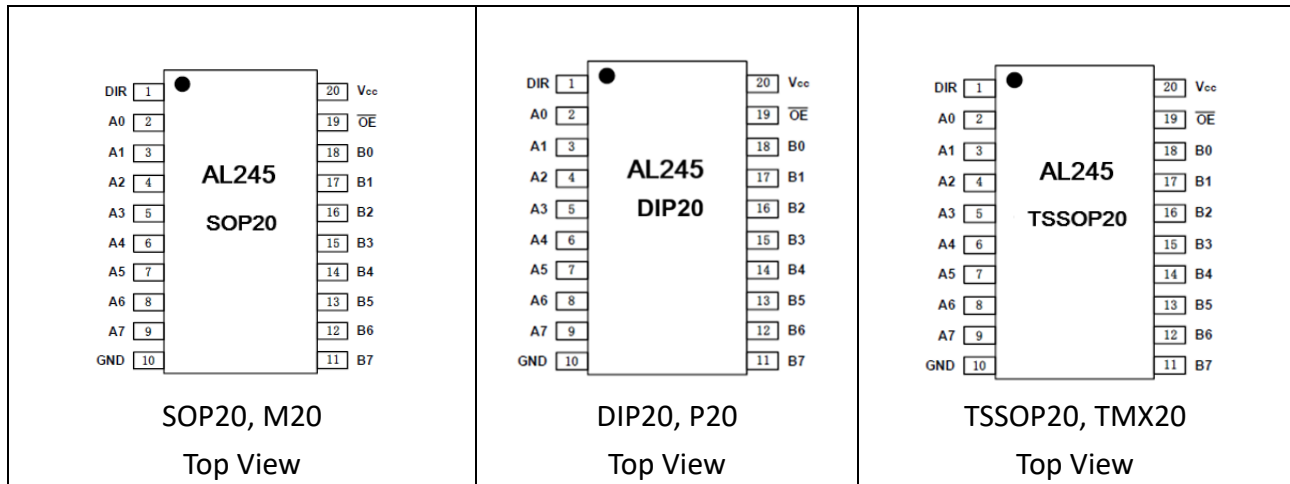 DIR 1 20 Vcc
A0 2 19 OE
A1 3 18 B0
A2 4 17 B1
A3 5 16 B2
A4 6 15 B3
A5 7 14 B4
A6 8 13 B5
A7 9 12 B6
GND 10 11 B7
AL245
SOP20
SOP20, M20
Top View
DIR 1 20 Vcc
A0 2 19 OE
A1 3 18 B0
A2 4 17 B1
A3 5 16 B2
A4 6 15 B3
A5 7 14 B4
A6 8 13 B5
A7 9 12 B6
GND 10 11 B7
AL245
DIP20
DIP20, P20
Top View
DIR 1 20 Vcc
A0 2 19 OE
A1 3 18 B0
A2 4 17 B1
A3 5 16 B2
A4 6 15 B3
A5 7 14 B4
A6 8 13 B5
A7 9 12 B6
GND 10 11 B7
AL245
TSSOP20
TSSOP20, TMX20
Top View